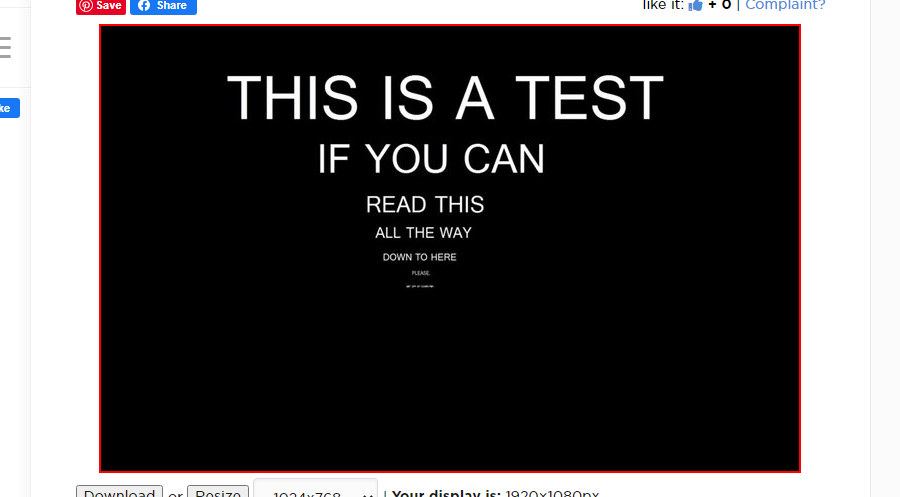 Save Share like it: + 0 | Complaint?
ke
THIS IS A TEST
IF YOU CAN
READ THIS
ALL THE WAY
DOWN TO HERE
PLEASE,
Download or Resize 1024x768 | Your display is: 1920x1080px